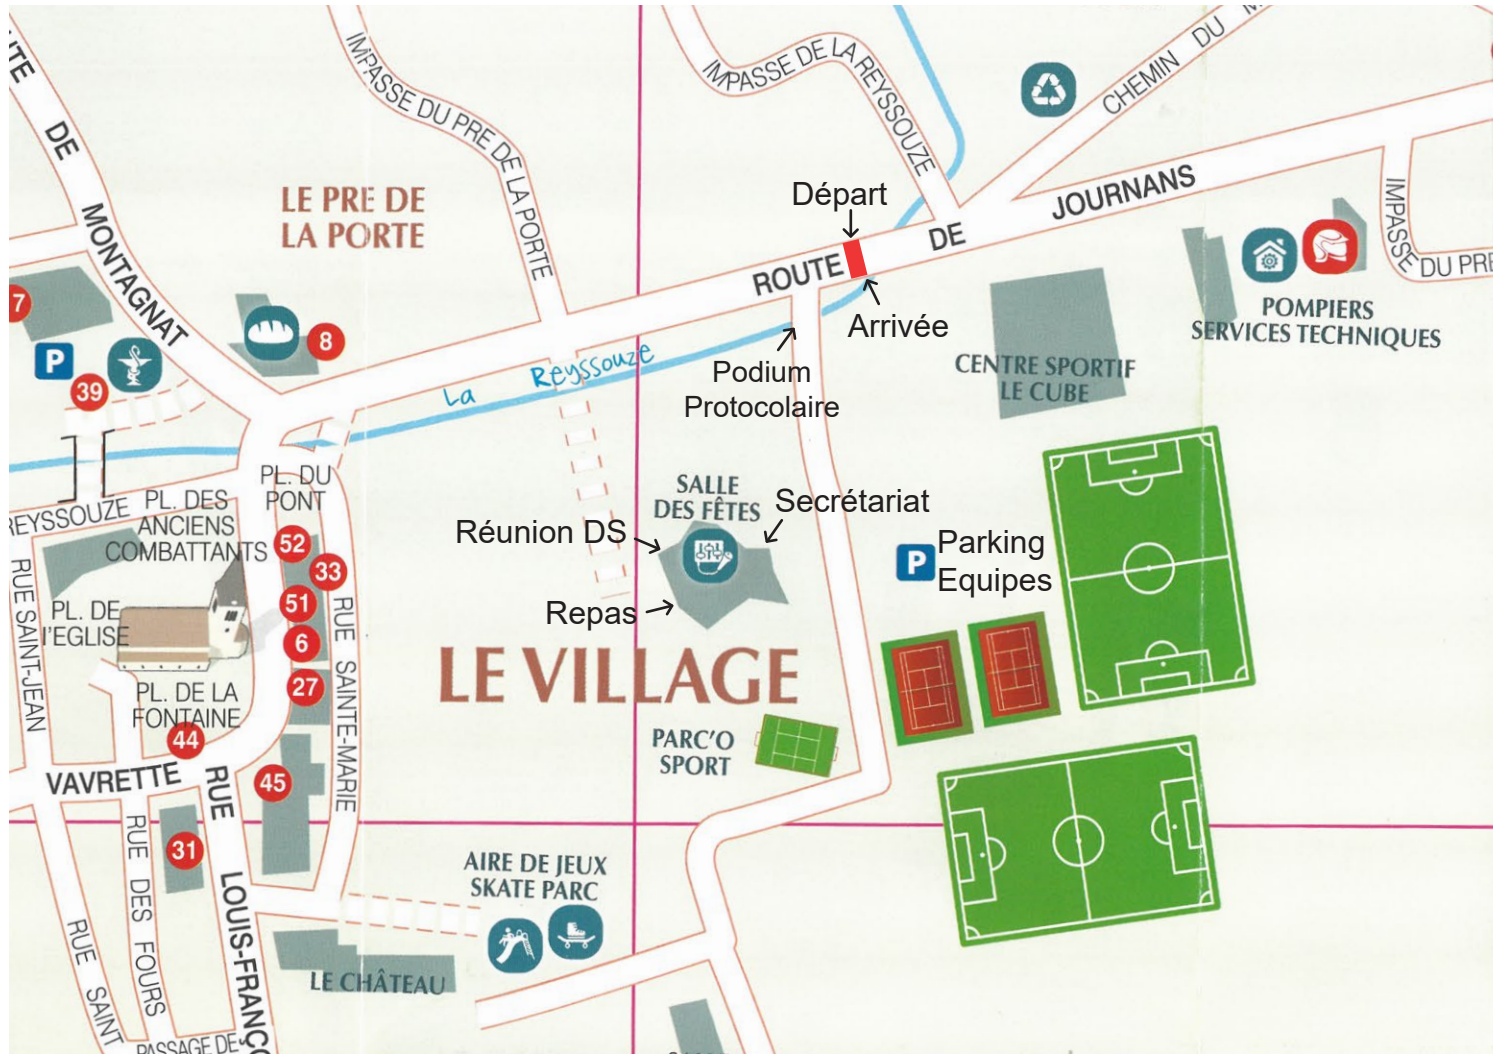 DE
MONTAGNAT
IMPASSE DU PRE DE LA PORTE
IMPASSE DE LA REYSSOUZE
CHEMIN DU
ROUTE
DE
JOURNANS
IMPASSE
DU PRE
LE PRE DE
LA PORTE
Départ
Arrivée
Podium
Protocolaire
POMPIERS
SERVICES TECHNIQUES
CENTRE SPORTIF
LE CUBE
7
P
39
8
La Reyssouze
PL. DU
PONT
REYSSOUZE
PL. DES
ANCIENS
COMBATTANTS
SALLE
DES FÊTES
Secrétariat
Réunion DS
Repas
P
Parking
Equipes
52
33
51
6
27
44
45
31
RUE SAINT-JEAN
PL. DE
l'EGLISE
PL. DE LA
FONTAINE
RUE SAINTE-MARIE
LE VILLAGE
PARC'O
SPORT
VAVRETTE
RUE
LOUIS-FRANÇO
RUE DES FOURS
RUE SAINT
AIRE DE JEUX
SKATE PARC
LE CHÂTEAU
PASSAGE DE